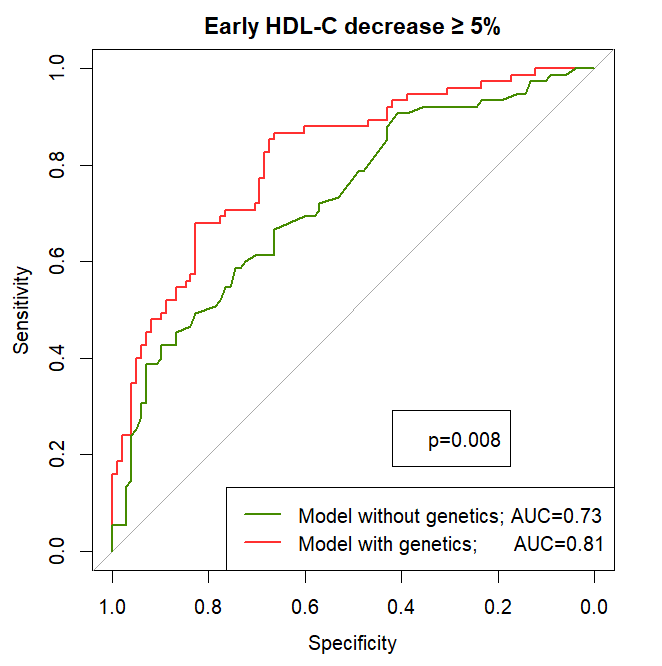 Early HDL-C decrease ≥ 5%
1.0
0.8
0.6
0.4
0.2
0.0
Sensitivity
p=0.008
Model without genetics; AUC=0.73
Model with genetics; AUC=0.81
1.0 0.8 0.6 0.4 0.2 0.0
Specificity